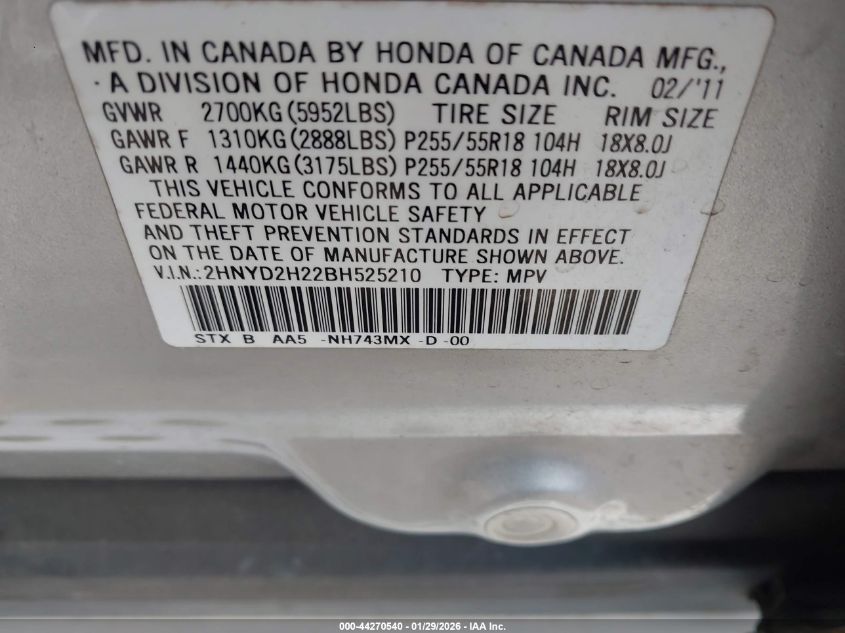 MFD. IN CANADA BY HONDA OF CANADA MFG.,
A DIVISION OF HONDA CANADA INC. 02/'11
GVWR 2700KG (5952LBS) TIRE SIZE RIM SIZE
GAWR F 1310KG (2888LBS) P255/55R18 104H 18X8.0J
GAWR R 1440KG (3175LBS) P255/55R18 104H 18X8.0J
THIS VEHICLE CONFORMS TO ALL APPLICABLE
FEDERAL MOTOR VEHICLE SAFETY
AND THEFT PREVENTION STANDARDS IN EFFECT
ON THE DATE OF MANUFACTURE SHOWN ABOVE.
V.I.N.: 2HNYD2H22BH525210 TYPE: MPV
STX B AA5 -NH743MX -D -00
000-44270540 - 01/29/2026 - IAA Inc.